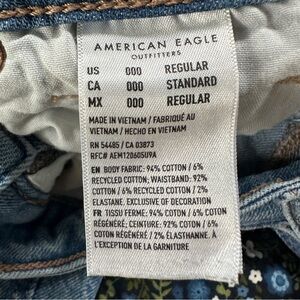 AMERICAN EAGLE
OUTFITTERS
US 000 REGULAR
CA 000 STANDARD
MX 000 REGULAR
MADE IN VIETNAM / FABRIQUÉ AU
VIETNAM / HECHO EN VIETNAM
RN 54485 / CA 03873
RFC# AEM120605U9A
EN BODY FABRIC: 94% COTTON / 6%
RECYCLED COTTON; WAISTBAND: 92%
COTTON / 6% RECYCLED COTTON / 2%
ELASTANE. EXCLUSIVE OF DECORATION
FR TISSU FERME: 94% COTON / 6%
RÉGÉNÉRÉ; CEINTURE: 92% COTON / 6%
COTON RÉGÉNÉRÉ / 2% ÉLASTHANNE. À
L'EXCEPTION DE LA GARNITURE